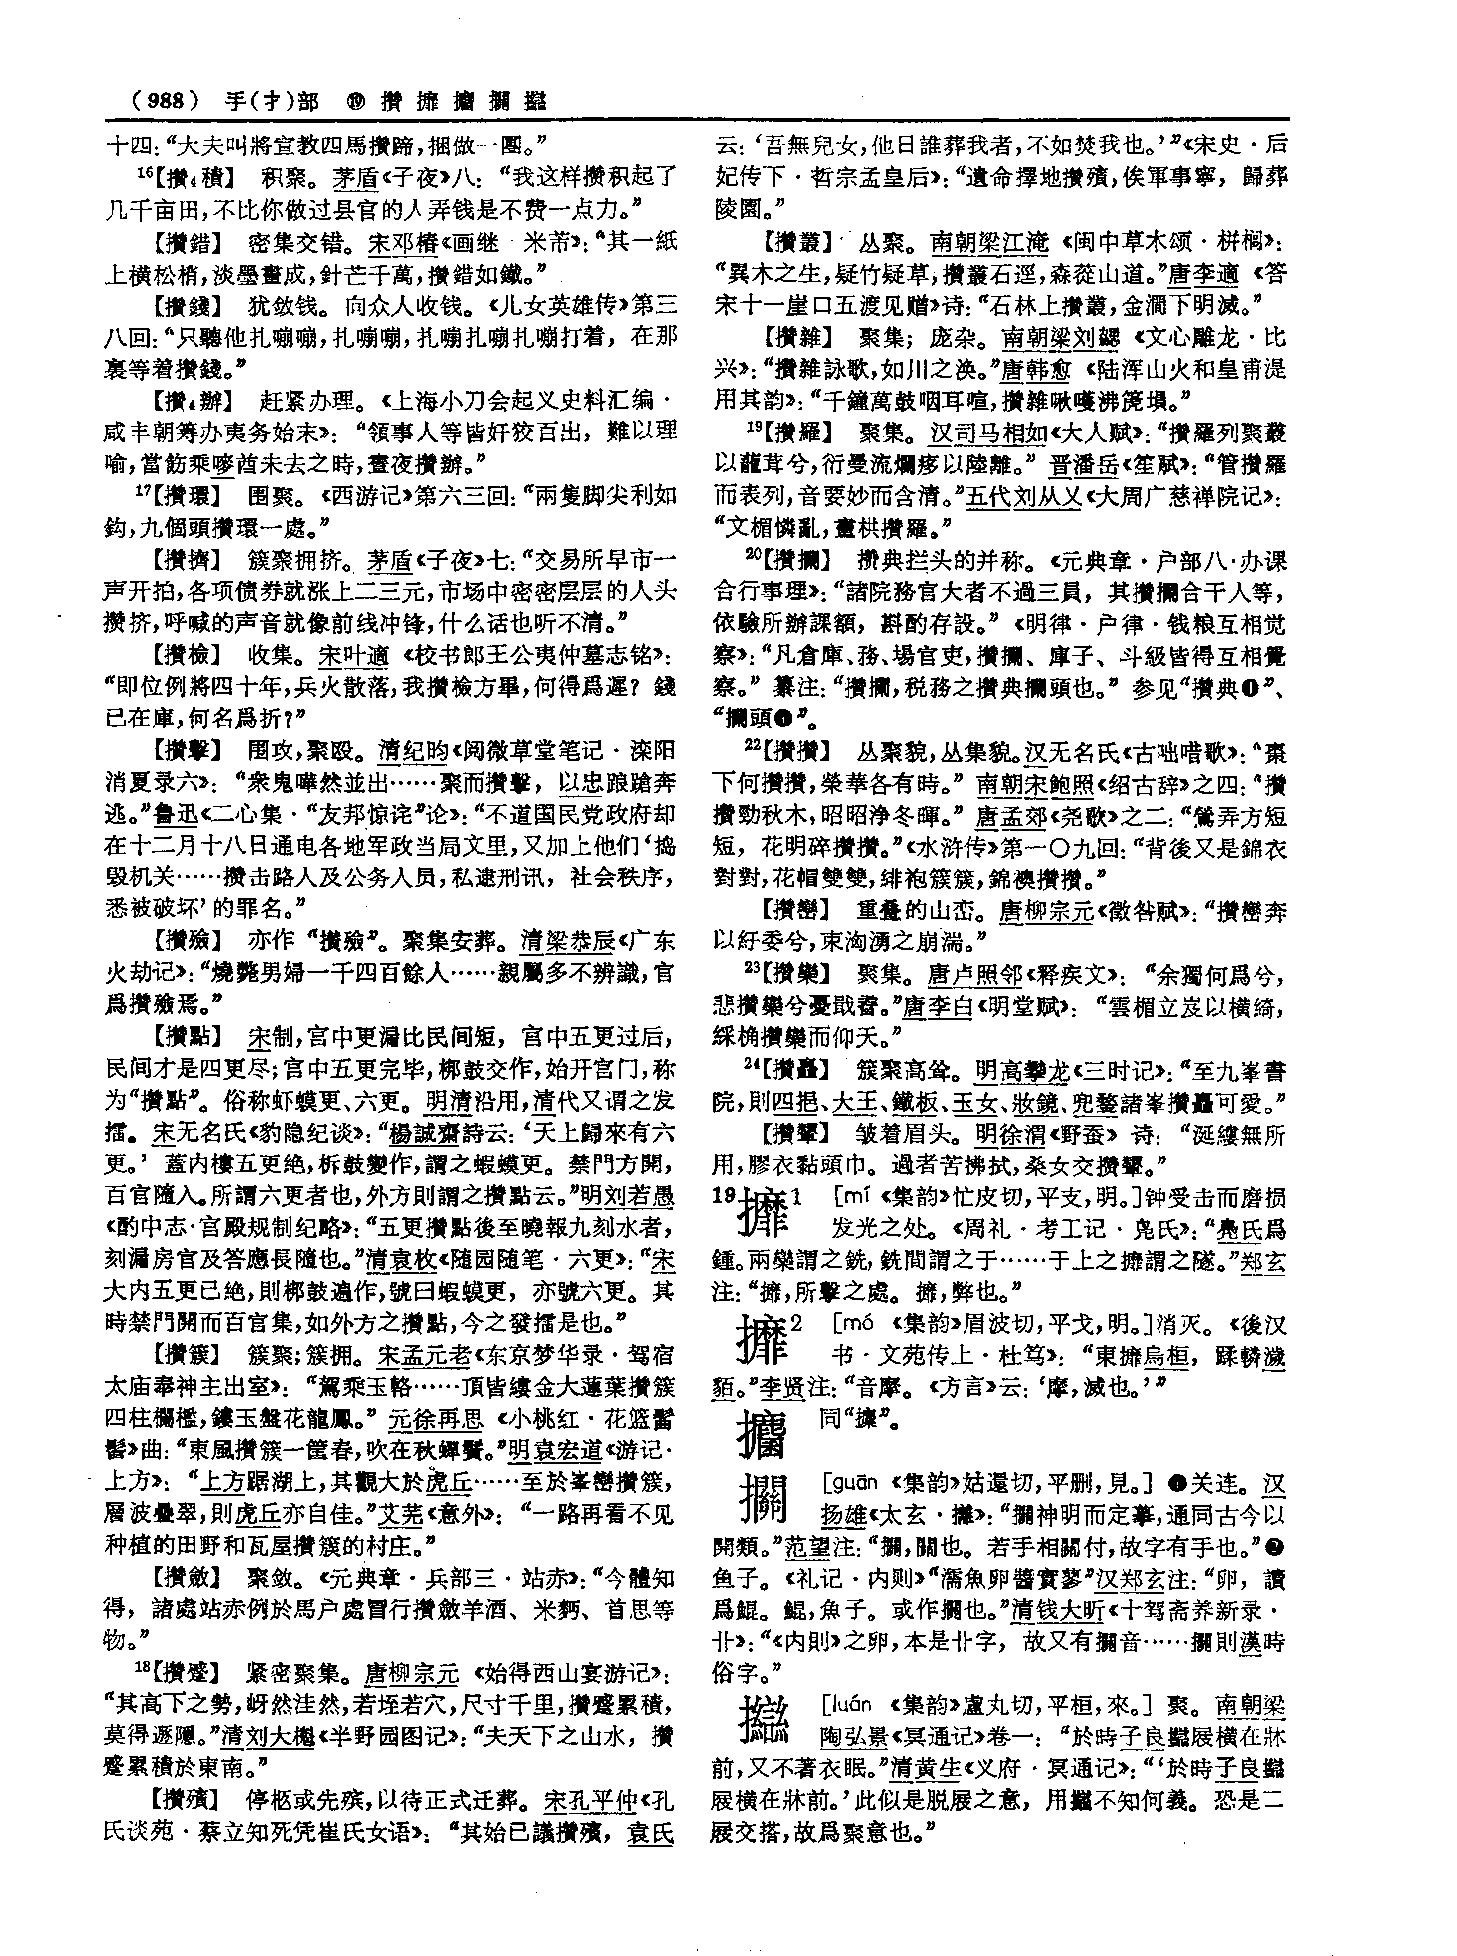 （988） 手(扌)部 ⑲ 攢 攠 攟 擱 㩻
十四：“大夫叫將宣教四馬攢蹄，捆做一團。”
16【攢₄積】 积聚。茅盾《子夜》八：“我这样攒积起了
几千亩田，不比你做过县官的人弄钱是不费一点力。”
【攢錯】 密集交错。宋邓椿《画继·米芾》：“其一紙
上横松梢，淡墨畫成，針芒千萬，攢錯如鐵。”
【攢錢】 犹敛钱。向众人收钱。《儿女英雄传》第三
八回：“只聽他扎嘣嘣，扎嘣嘣，扎嘣扎嘣扎嘣打着，在那
裏等着攢錢。”
【攢₄辦】 赶紧办理。《上海小刀会起义史料汇编·
咸丰朝筹办夷务始末》：“領事人等皆奸狡百出，難以理
喻，當飭乘哆酋未去之時，晝夜攢辦。”
17【攢環】 围聚。《西游记》第六三回：“兩隻脚尖利如
鈎，九個頭攢環一處。”
【攢擠】 簇聚拥挤。茅盾《子夜》七：“交易所早市一
声开拍，各项债券就涨上二三元，市场中密密层层的人头
攒挤，呼喊的声音就像前线冲锋，什么话也听不清。”
【攢檢】 收集。宋叶適《校书郎王公夷仲墓志铭》：
“即位例將四十年，兵火散落，我攢檢方畢，何得爲遲？錢
已在庫，何名爲折？”
【攢擊】 围攻，聚殴。清纪昀《阅微草堂笔记·滦阳
消夏录六》：“衆鬼嘩然並出……聚而攢擊，以忠踉蹌奔
逃。”鲁迅《二心集·“友邦惊诧”论》：“不道国民党政府却
在十二月十八日通电各地军政当局文里，又加上他们‘捣
毁机关……攒击路人及公务人员，私逮刑讯，社会秩序，
悉被破坏’的罪名。”
【攢殮】 亦作“攅殮”。聚集安葬。清梁恭辰《广东
火劫记》：“燒斃男婦一千四百餘人……親屬多不辨識，官
爲攢殮焉。”
【攢點】 宋制，宫中更漏比民间短，宫中五更过后，
民间才是四更尽；宫中五更完毕，梆鼓交作，始开宫门，称
为“攢點”。俗称虾蟆更、六更。明清沿用，清代又谓之发
擂。宋无名氏《豹隐纪谈》：“楊誠齋詩云：‘天上歸來有六
更。’蓋内樓五更绝，柝鼓變作，謂之蝦蟆更。禁門方開，
百官隨入。所謂六更者也，外方則謂之攢點云。”明刘若愚
《酌中志·宫殿规制纪略》：“五更攢點後至曉報九刻水者，
刻漏房官及答應長隨也。”清袁枚《随园随笔·六更》：“宋
大内五更已绝，則梆鼓遍作，號曰蝦蟆更，亦號六更。其
時禁門開而百官集，如外方之攢點，今之發擂是也。”
【攢簇】 簇聚；簇拥。宋孟元老《东京梦华录·驾宿
太庙奉神主出室》：“駕乘玉輅……頂皆縷金大蓮葉攢簇
四柱欄檻，鏤玉盤花龍鳳。”元徐再思《小桃红·花篮髻
髻》曲：“東風攢簇一筐春，吹在秋蟬鬢。”明袁宏道《游记·
上方》：“上方踞湖上，其觀大於虎丘……至於峯巒攢簇，
層波疊翠，則虎丘亦自佳。”艾芜《意外》：“一路再看不见
种植的田野和瓦屋攢簇的村庄。”
【攢斂】 聚敛。《元典章·兵部三·站赤》：“今體知
得，諸處站赤例於馬户處冒行攢斂羊酒、米麪、首思等
物。”
18【攢蹙】 紧密聚集。唐柳宗元《始得西山宴游记》：
“其高下之勢，岈然洼然，若垤若穴，尺寸千里，攢蹙累積，
莫得遯隱。”清刘大櫆《半野园图记》：“夫天下之山水，攢
蹙累積於東南。”
【攢殯】 停柩或先殡，以待正式迁葬。宋孔平仲《孔
氏谈苑·蔡立知死凭崔氏女语》：“其始已議攢殯，袁氏
云：‘吾無兒女，他日誰葬我者，不如焚我也。’”《宋史·后
妃传下·哲宗孟皇后》：“遺命擇地攢殯，俟軍事寧，歸葬
陵園。”
【攢叢】 丛聚。南朝梁江淹《闽中草木颂·栟榈》：
“異木之生，疑竹疑草，攢叢石逕，森蓯山道。”唐李適《答
宋十一崖口五渡见赠》诗：“石林上攢叢，金澗下明滅。”
【攢雜】 聚集；庞杂。南朝梁刘勰《文心雕龙·比
兴》：“攢雜詠歌，如川之涣。”唐韩愈《陆浑山火和皇甫湜
用其韵》：“千鐘萬鼓咽耳喧，攢雜啾嚄沸篪塤。”
19【攢羅】 聚集。汉司马相如《大人赋》：“攢羅列聚叢
以蘢茸兮，衍曼流爛痑以陸離。”晋潘岳《笙賦》：“管攢羅
而表列，音要妙而含清。”五代刘从乂《大周广慈禅院记》：
“文楣憐亂，畫栱攢羅。”
20【攢攔】 攒典拦头的并称。《元典章·户部八·办课
合行事理》：“諸院務官大者不過三員，其攢攔合干人等，
依驗所辦課額，斟酌存設。”《明律·户律·钱粮互相觉
察》：“凡倉庫、務、場官吏，攢攔、庫子、斗級皆得互相覺
察。”纂注：“攢攔，税務之攢典攔頭也。”参见“攢典❶”、
“攔頭❶”。
22【攢攢】 丛聚貌，丛集貌。汉无名氏《古咄唶歌》：“棗
下何攢攢，榮華各有時。”南朝宋鲍照《绍古辞》之四：“攢
攢勁秋木，昭昭净冬暉。”唐孟郊《尧歌》之二：“鶯弄方短
短，花明碎攢攢。”《水浒传》第一〇九回：“背後又是錦衣
對對，花帽雙雙，绯袍簇簇，錦襖攢攢。”
【攢巒】 重叠的山峦。唐柳宗元《徵咎賦》：“攢巒奔
以紆委兮，束洶湧之崩湍。”
23【攢欒】 聚集。唐卢照邻《释疾文》：“余獨何爲兮，
悲攢欒兮憂戢孴。”唐李白《明堂赋》：“雲楣立岌以横綺，
綵桷攢欒而仰天。”
24【攢矗】 簇聚高耸。明高攀龙《三时记》：“至九峯書
院，則四挹、大王、鐵板、玉女、妝鏡、兜鍪諸峯攢矗可愛。”
【攢顰】 皱着眉头。明徐渭《野蚕》诗：“涎縷無所
用，膠衣黏頭巾。過者苦拂拭，桑女交攢顰。”
19攠1 ［mí《集韵》忙皮切，平支，明。］钟受击而磨损
发光之处。《周礼·考工记·凫氏》：“凫氏爲
鍾。兩欒謂之銑，銑間謂之于……于上之攠謂之隧。”郑玄
注：“攠，所擊之處。攠，弊也。”
攠2 ［mó《集韵》眉波切，平戈，明。］消灭。《後汉
书·文苑传上·杜笃》：“東攠烏桓，蹂轔濊
貊。”李贤注：“音摩。《方言》云：‘摩，滅也。’”
攟 同“攗”。
擱 ［guān《集韵》姑還切，平删，見。］❶关连。汉
扬雄《太玄·攡》：“擱神明而定摹，通同古今以
開類。”范望注：“擱，關也。若手相關付，故字有手也。”❷
鱼子。《礼记·内则》“濡魚卵醬實蓼”汉郑玄注：“卵，讀
爲鯤。鯤，魚子。或作擱也。”清钱大昕《十驾斋养新录·
卝》：“《内則》之卵，本是卝字，故又有擱音……擱則漢時
俗字。”
㩻 ［luán《集韵》盧丸切，平桓，來。］聚。南朝梁
陶弘景《冥通记》卷一：“於時子良㩻屐横在牀
前，又不著衣眠。”清黄生《义府·冥通记》：“‘於時子良㩻
屐横在牀前。’此似是脱屐之意，用㩻不知何義。恐是二
屐交搭，故爲聚意也。”